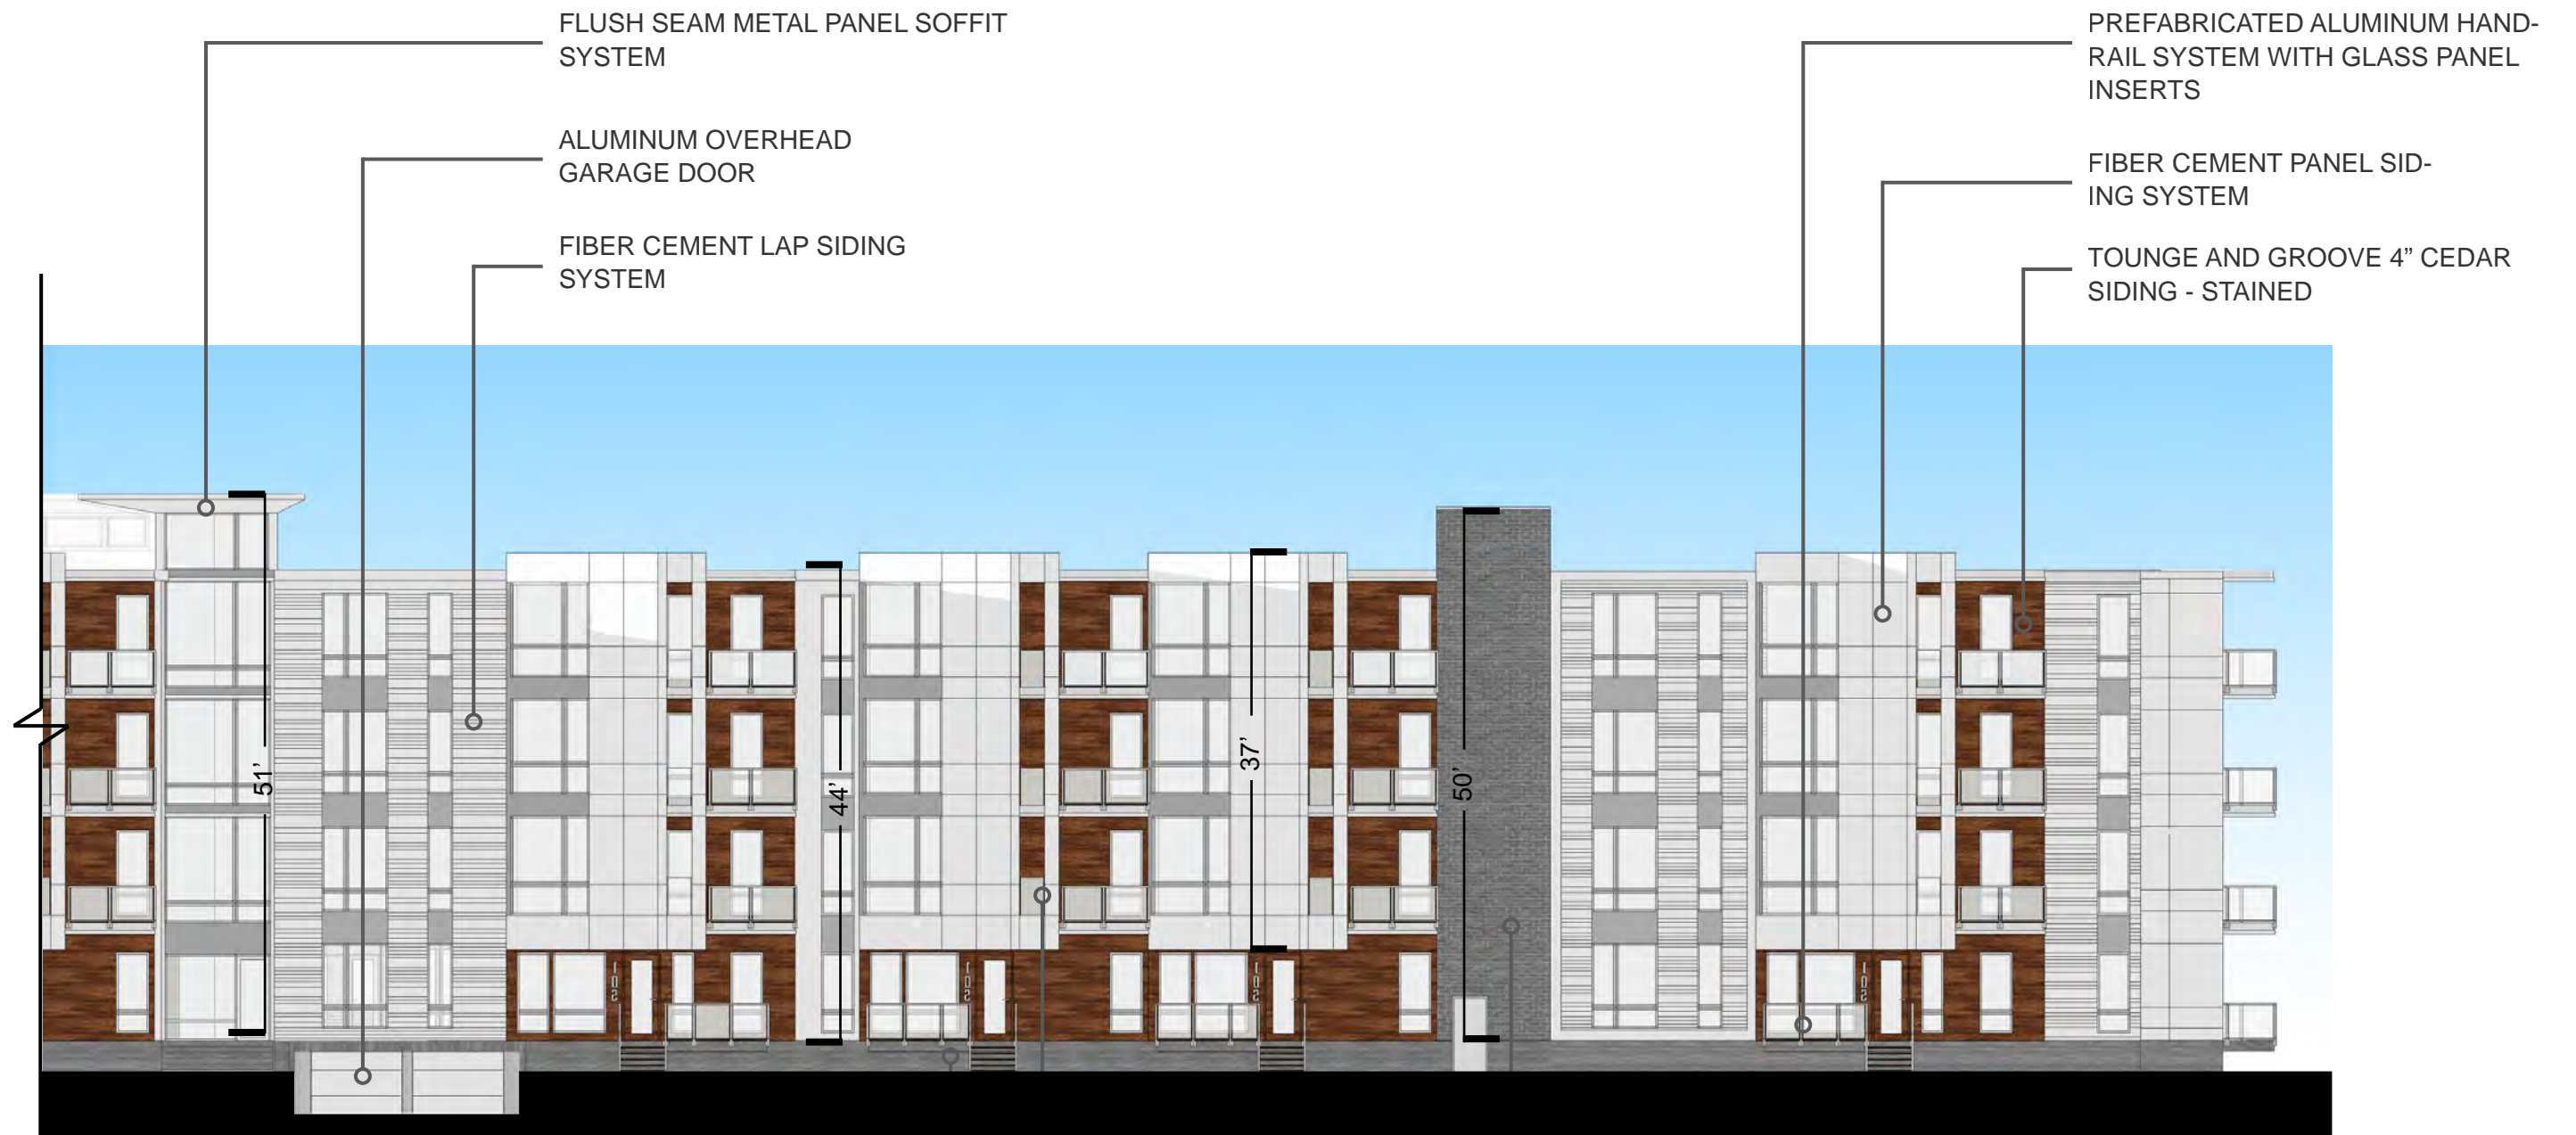 FLUSH SEAM METAL PANEL SOFFIT
SYSTEM
ALUMINUM OVERHEAD
GARAGE DOOR
FIBER CEMENT LAP SIDING
SYSTEM
PREFABRICATED ALUMINUM HAND-
RAIL SYSTEM WITH GLASS PANEL
INSERTS
FIBER CEMENT PANEL SID-
ING SYSTEM
TOUNGE AND GROOVE 4” CEDAR
SIDING - STAINED
51’
44’
37’
50’